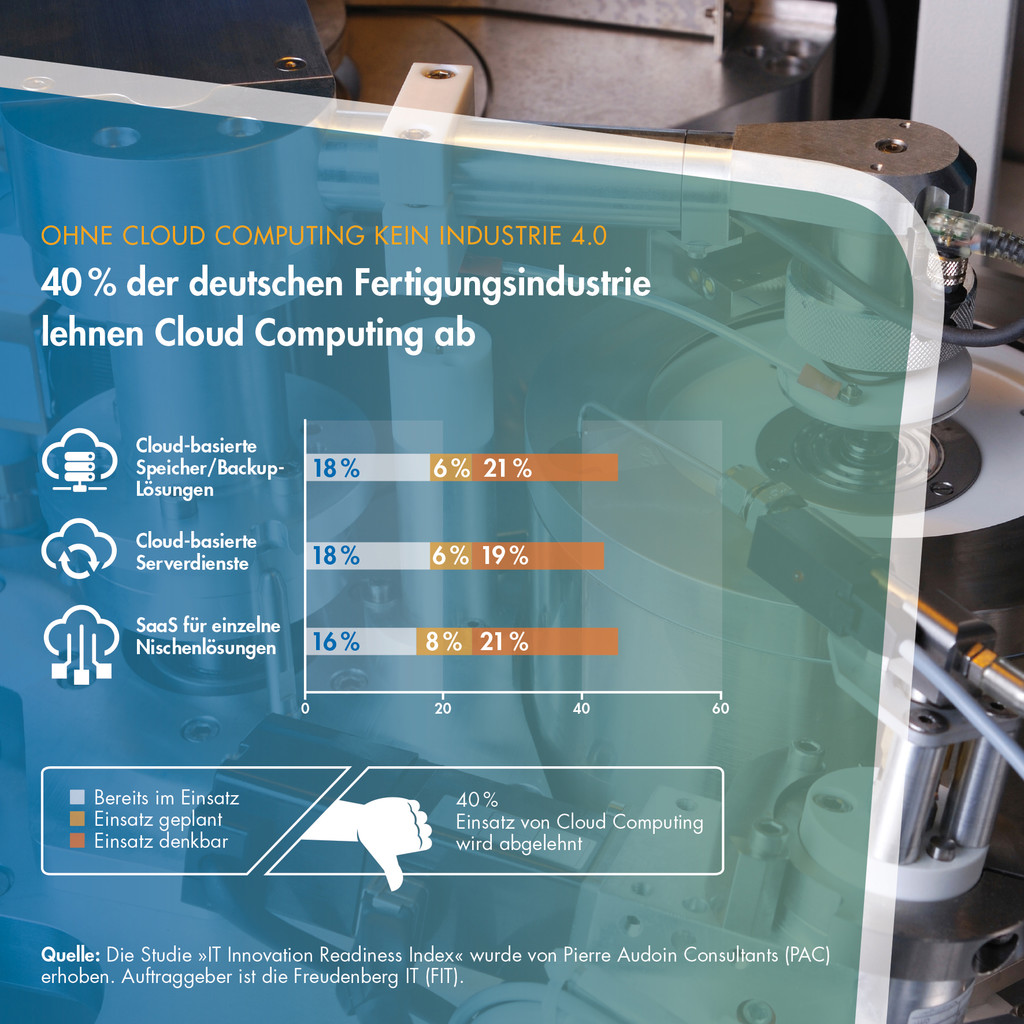 OHNE CLOUD COMPUTING KEIN INDUSTRIE 4.0
40 % der deutschen Fertigungsindustrie
lehnen Cloud Computing ab
Cloud-basierte
Speicher/Backup-
Lösungen
18 % 6 % 21 %
Cloud-basierte
Serverdienste
18 % 6 % 19 %
SaaS für einzelne
Nischenlösungen
16 % 8 % 21 %
0 20 40 60
Bereits im Einsatz
Einsatz geplant
Einsatz denkbar
40 %
Einsatz von Cloud Computing
wird abgelehnt
Quelle: Die Studie »IT Innovation Readiness Index« wurde von Pierre Audoin Consultants (PAC)
erhoben. Auftraggeber ist die Freudenberg IT (FIT).